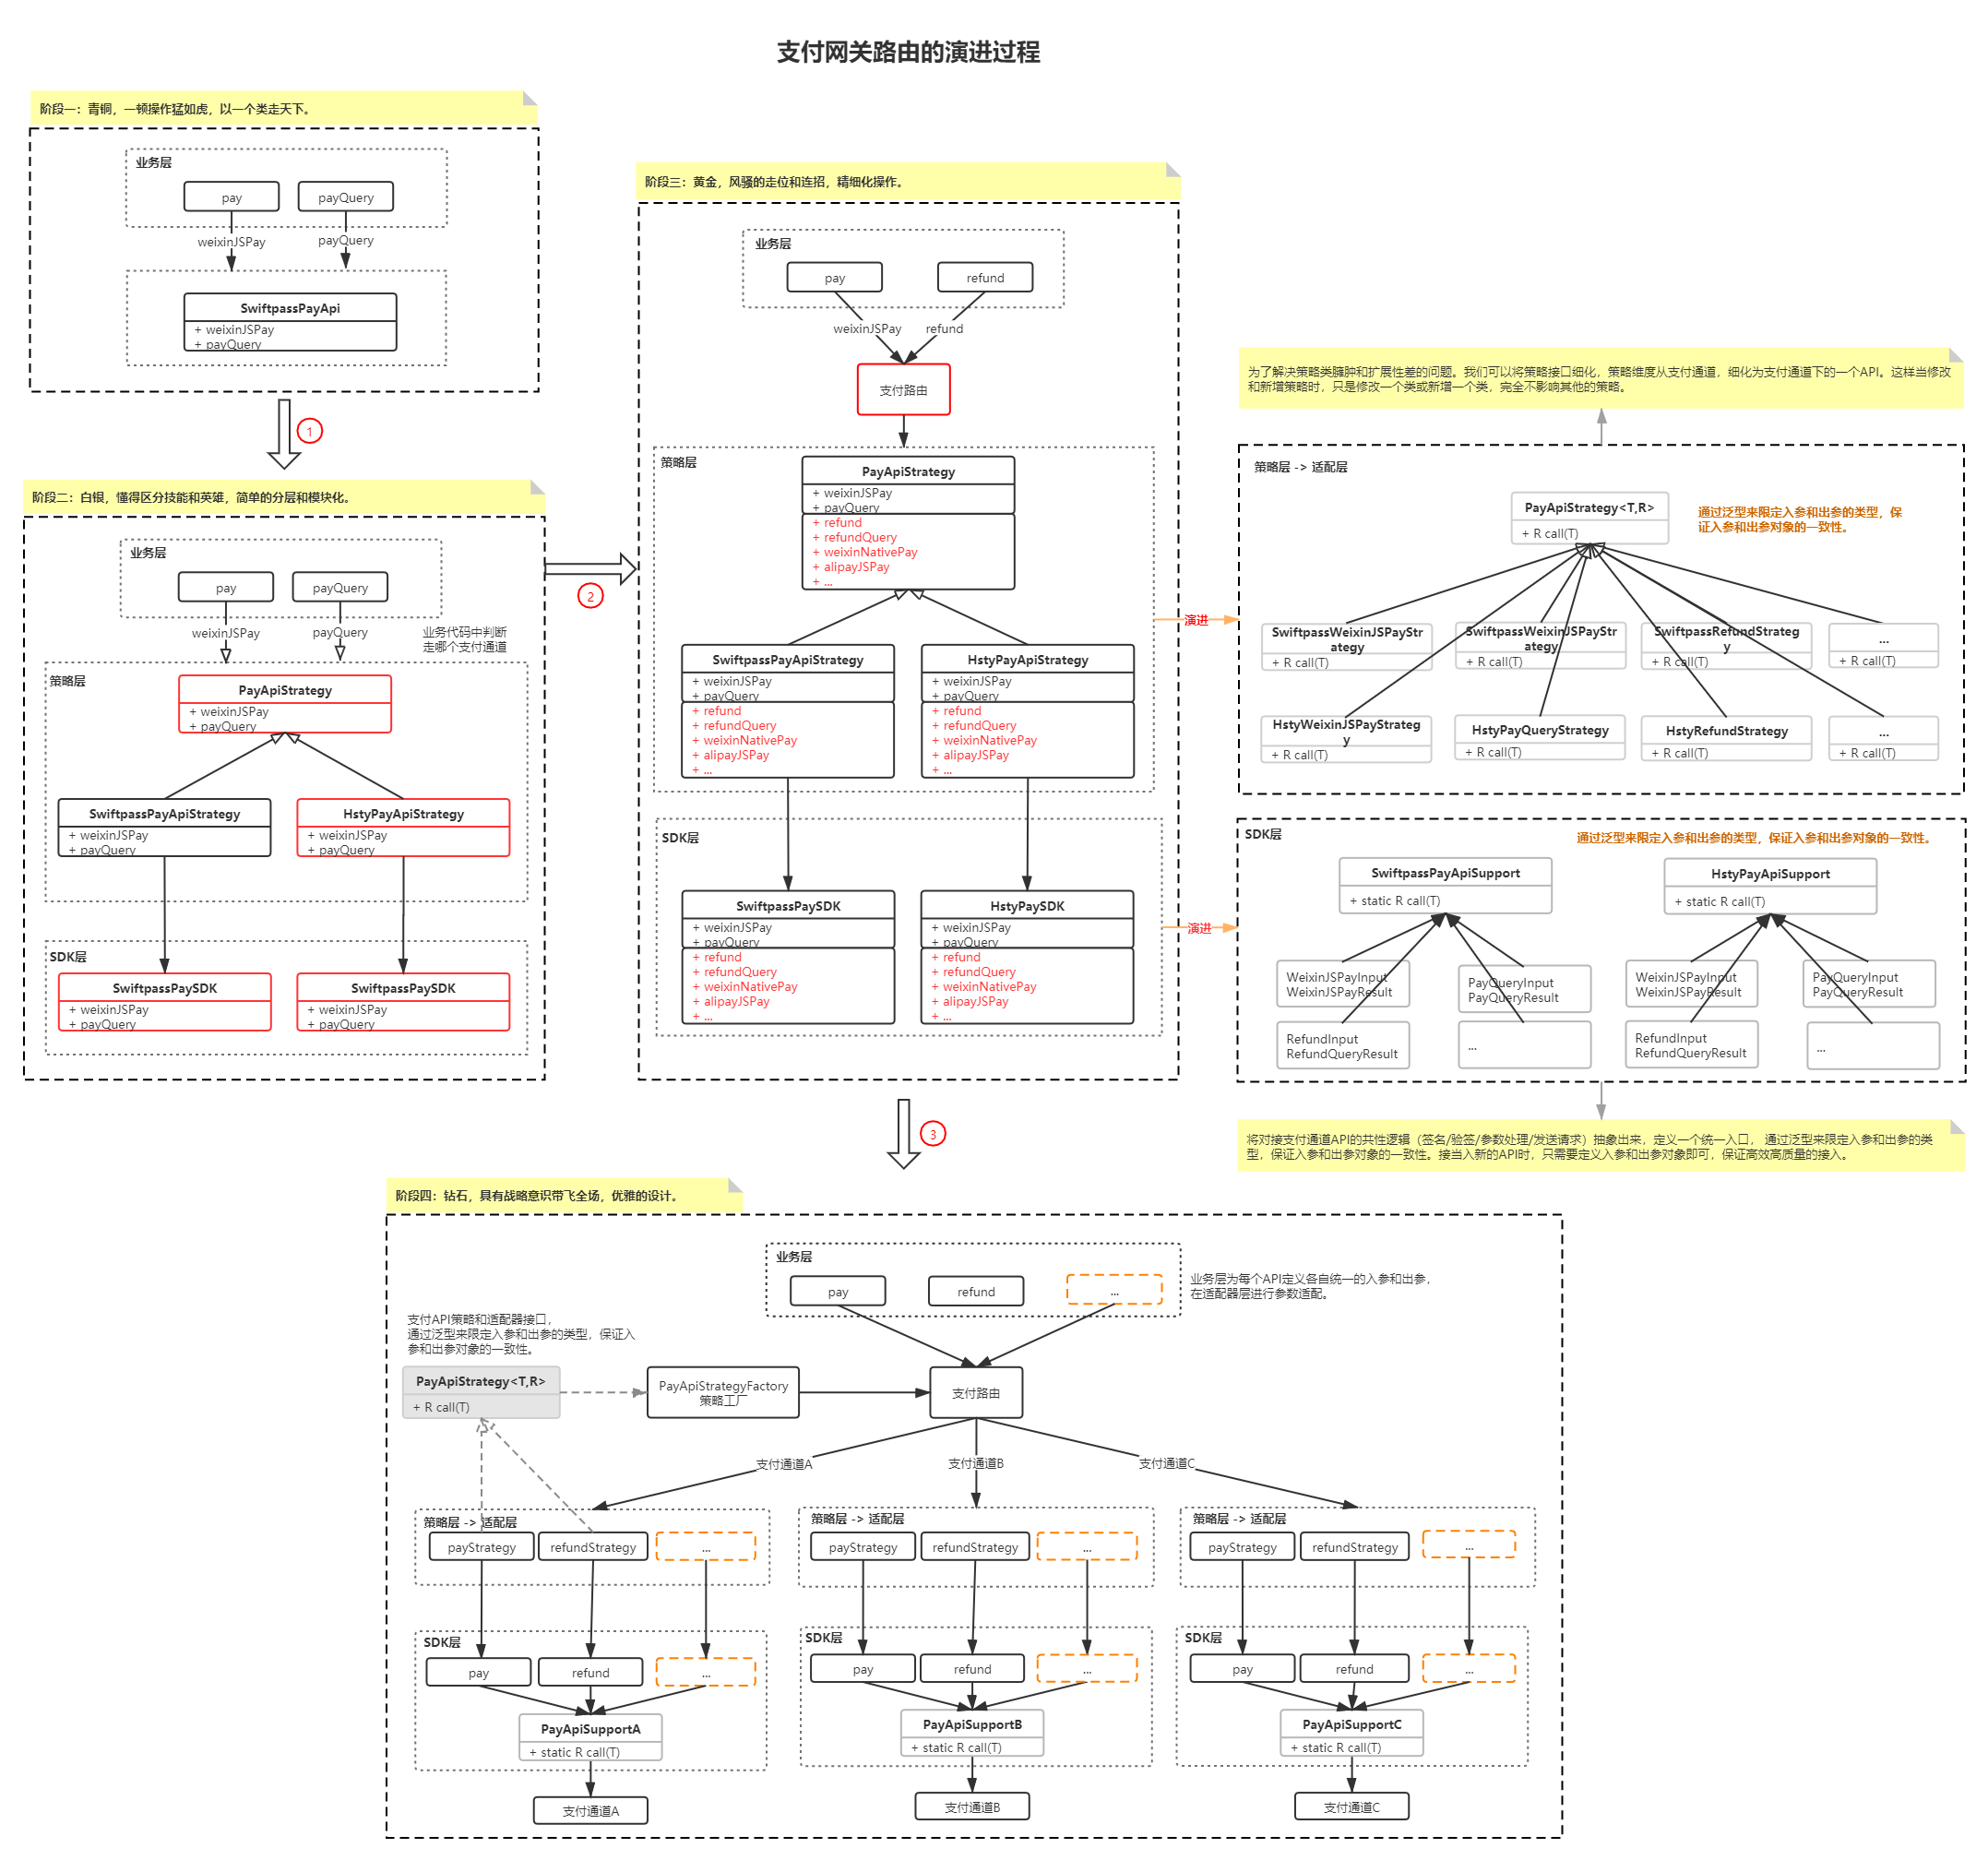 支付网关路由的演进过程
阶段一：青铜，一顿操作猛如虎，以一个类走天下。
业务层
pay
payQuery
weixinJSPay
payQuery
SwiftpassPayApi
+ weixinJSPay
+ payQuery
1
阶段二：白银，懂得区分技能和英雄，简单的分层和模块化。
业务层
pay
payQuery
weixinJSPay
payQuery
业务代码中判断
走哪个支付通道
策略层
PayApiStrategy
+ weixinJSPay
+ payQuery
SwiftpassPayApiStrategy
+ weixinJSPay
+ payQuery
HstyPayApiStrategy
+ weixinJSPay
+ payQuery
SDK层
SwiftpassPaySDK
+ weixinJSPay
+ payQuery
SwiftpassPaySDK
+ weixinJSPay
+ payQuery
2
阶段三：黄金，风骚的走位和连招，精细化操作。
业务层
pay
refund
weixinJSPay
refund
支付路由
策略层
PayApiStrategy
+ weixinJSPay
+ payQuery
+ refund
+ refundQuery
+ weixinNativePay
+ alipayJSPay
+ ...
SwiftpassPayApiStrategy
+ weixinJSPay
+ payQuery
+ refund
+ refundQuery
+ weixinNativePay
+ alipayJSPay
+ ...
HstyPayApiStrategy
+ weixinJSPay
+ payQuery
+ refund
+ refundQuery
+ weixinNativePay
+ alipayJSPay
+ ...
SDK层
SwiftpassPaySDK
+ weixinJSPay
+ payQuery
+ refund
+ refundQuery
+ weixinNativePay
+ alipayJSPay
+ ...
HstyPaySDK
+ weixinJSPay
+ payQuery
+ refund
+ refundQuery
+ weixinNativePay
+ alipayJSPay
+ ...
演进
演进
为了解决策略类臃肿和扩展性差的问题。我们可以将策略接口细化，策略维度从支付通道，细化为支付通道下的一个API。这样当修改
和新增策略时，只是修改一个类或新增一个类，完全不影响其他的策略。
策略层 -> 适配层
PayApiStrategy<T,R>
+ R call(T)
通过泛型来限定入参和出参的类型，保
证入参和出参对象的一致性。
SwiftpassWeixinJSPayStr
ategy
+ R call(T)
SwiftpassWeixinJSPayStr
ategy
+ R call(T)
SwiftpassRefundStrateg
y
+ R call(T)
...
+ R call(T)
HstyWeixinJSPayStrateg
y
+ R call(T)
HstyPayQueryStrategy
+ R call(T)
HstyRefundStrategy
+ R call(T)
...
+ R call(T)
SDK层
通过泛型来限定入参和出参的类型，保证入参和出参对象的一致性。
SwiftpassPayApiSupport
+ static R call(T)
WeixinJSPayInput
WeixinJSPayResult
PayQueryInput
PayQueryResult
RefundInput
RefundQueryResult
...
HstyPayApiSupport
+ static R call(T)
WeixinJSPayInput
WeixinJSPayResult
PayQueryInput
PayQueryResult
RefundInput
RefundQueryResult
...
将对接支付通道API的共性逻辑（签名/验签/参数处理/发送请求）抽象出来，定义一个统一入口， 通过泛型来限定入参和出参的类
型，保证入参和出参对象的一致性。接当入新的API时，只需要定义入参和出参对象即可，保证高效高质量的接入。
3
阶段四：钻石，具有战略意识带飞全场，优雅的设计。
业务层
pay
refund
...
业务层为每个API定义各自统一的入参和出参，
在适配器层进行参数适配。
支付API策略和适配器接口，
通过泛型来限定入参和出参的类型，保证入
参和出参对象的一致性。
PayApiStrategy<T,R>
+ R call(T)
PayApiStrategyFactory
策略工厂
支付路由
支付通道A
支付通道B
支付通道C
策略层 -> 适配层
payStrategy
refundStrategy
...
SDK层
pay
refund
...
PayApiSupportA
+ static R call(T)
支付通道A
策略层 -> 适配层
payStrategy
refundStrategy
...
SDK层
pay
refund
...
PayApiSupportB
+ static R call(T)
支付通道B
策略层 -> 适配层
payStrategy
refundStrategy
...
SDK层
pay
refund
...
PayApiSupportC
+ static R call(T)
支付通道C